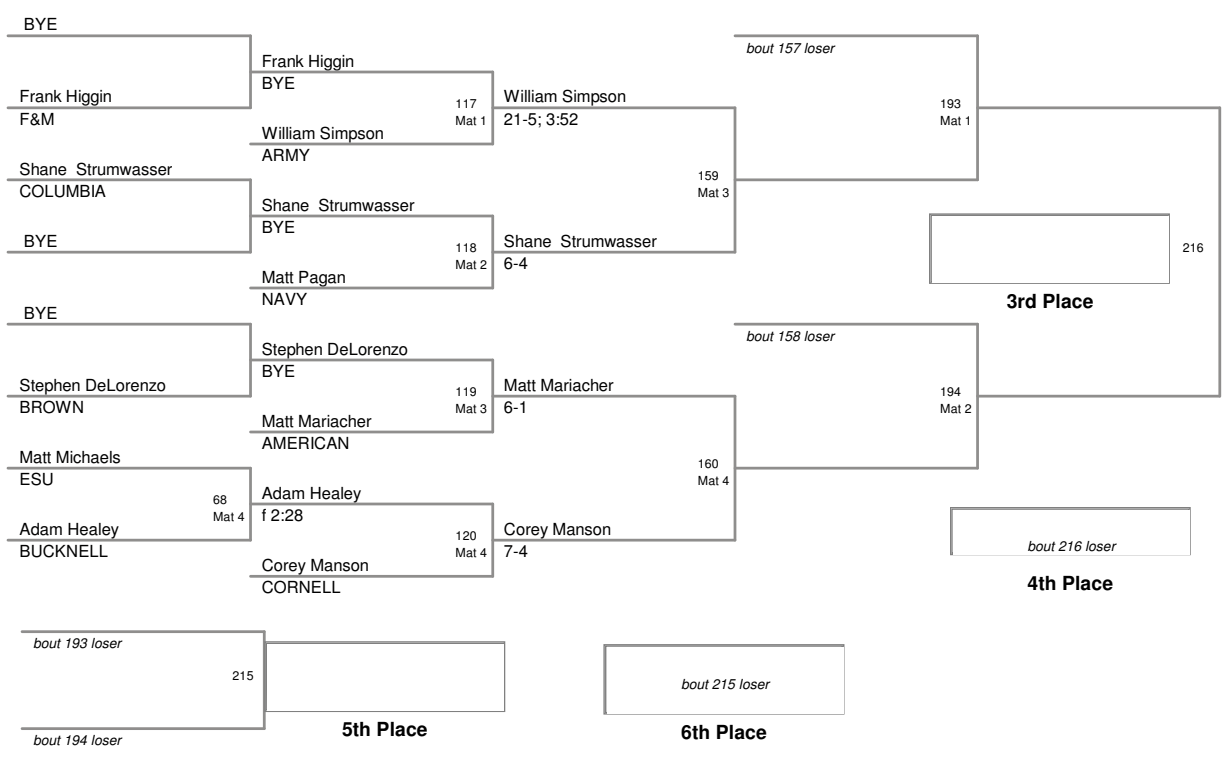 BYE
Frank Higgin
F&M
Shane  Strumwasser
COLUMBIA
BYE
BYE
Stephen DeLorenzo
BROWN
Matt Michaels
ESU
68
Mat 4
Adam Healey
BUCKNELL
Frank Higgin
BYE
117
Mat 1
William Simpson
ARMY
Shane  Strumwasser
BYE
118
Mat 2
Matt Pagan
NAVY
Stephen DeLorenzo
BYE
119
Mat 3
Matt Mariacher
AMERICAN
Adam Healey
f 2:28
120
Mat 4
Corey Manson
CORNELL
William Simpson
21-5; 3:52
159
Mat 3
Shane  Strumwasser
6-4
Matt Mariacher
6-1
160
Mat 4
Corey Manson
7-4
bout 157 loser
193
Mat 1
bout 158 loser
194
Mat 2
216
3rd Place
bout 216 loser
4th Place
bout 193 loser
215
bout 194 loser
5th Place
bout 215 loser
6th Place